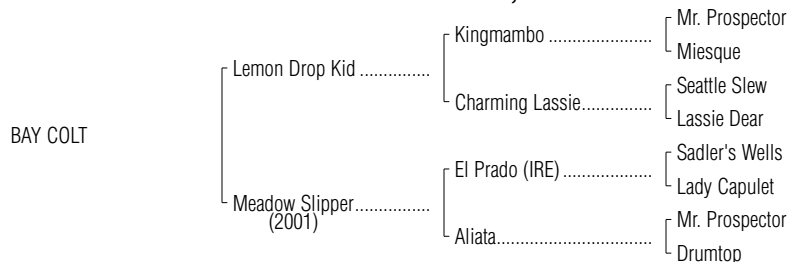 Mr. Prospector
Kingmambo ......................
Miesque
Lemon Drop Kid ...............
Seattle Slew
Charming Lassie...............
Lassie Dear
BAY COLT
Sadler's Wells
El Prado (IRE) ...................
Lady Capulet
Meadow Slipper................
(2001)
Mr. Prospector
Aliata.................................
Drumtop